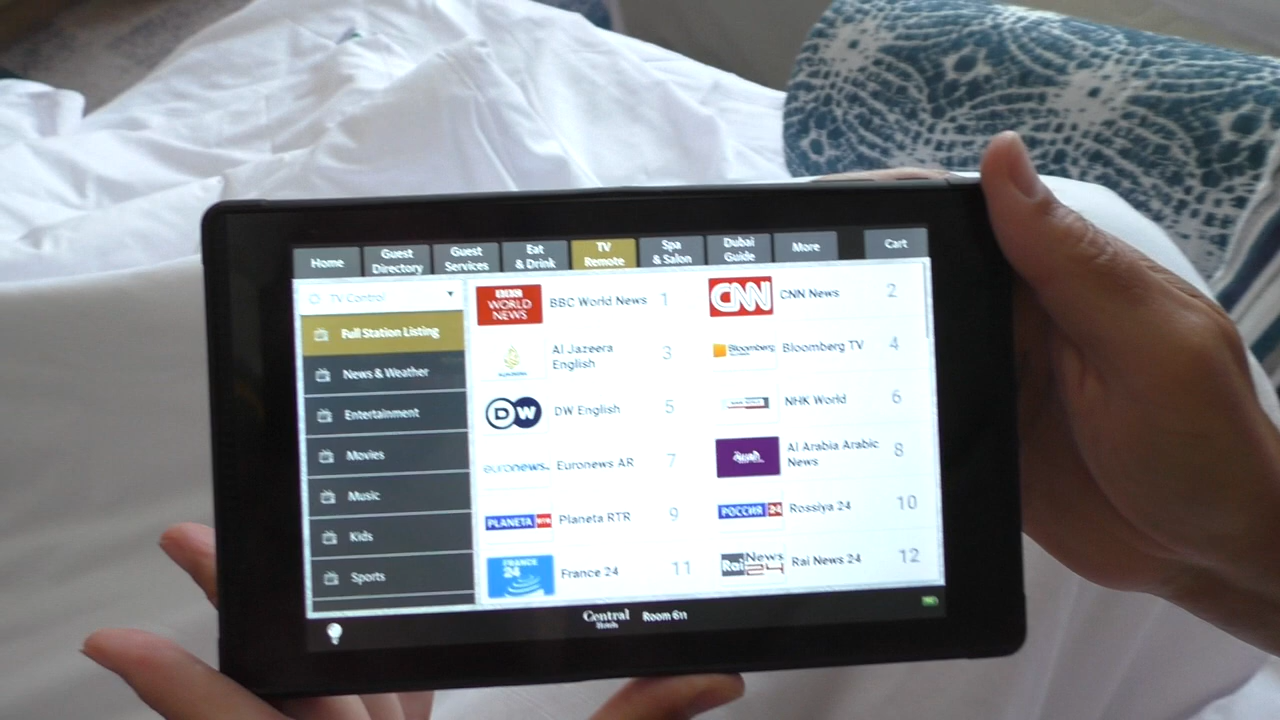 Home
Guest
Directory
Guest
Services
Eat
& Drink
TV
Remote
Spa
& Salon
Dubai
Guide
More
Cart
TV Control
Full Station Listing
News & Weather
Entertainment
Movies
Music
Kids
Sports
BBC
WORLD
NEWS
BBC World News 1
CNN
CNN News 2
Al Jazeera
English
3
Bloomberg
Bloomberg TV 4
DW
DW English 5
NHK World 6
euronews.
Euronews AR 7
العربية
Al Arabia Arabic
News
8
PLANETA RTR
Planeta RTR 9
РОССИЯ 24
Rossiya 24 10
FRANCE
24
France 24 11
Rai News
24
Rai News 24 12
Central
Hotels
Room 611